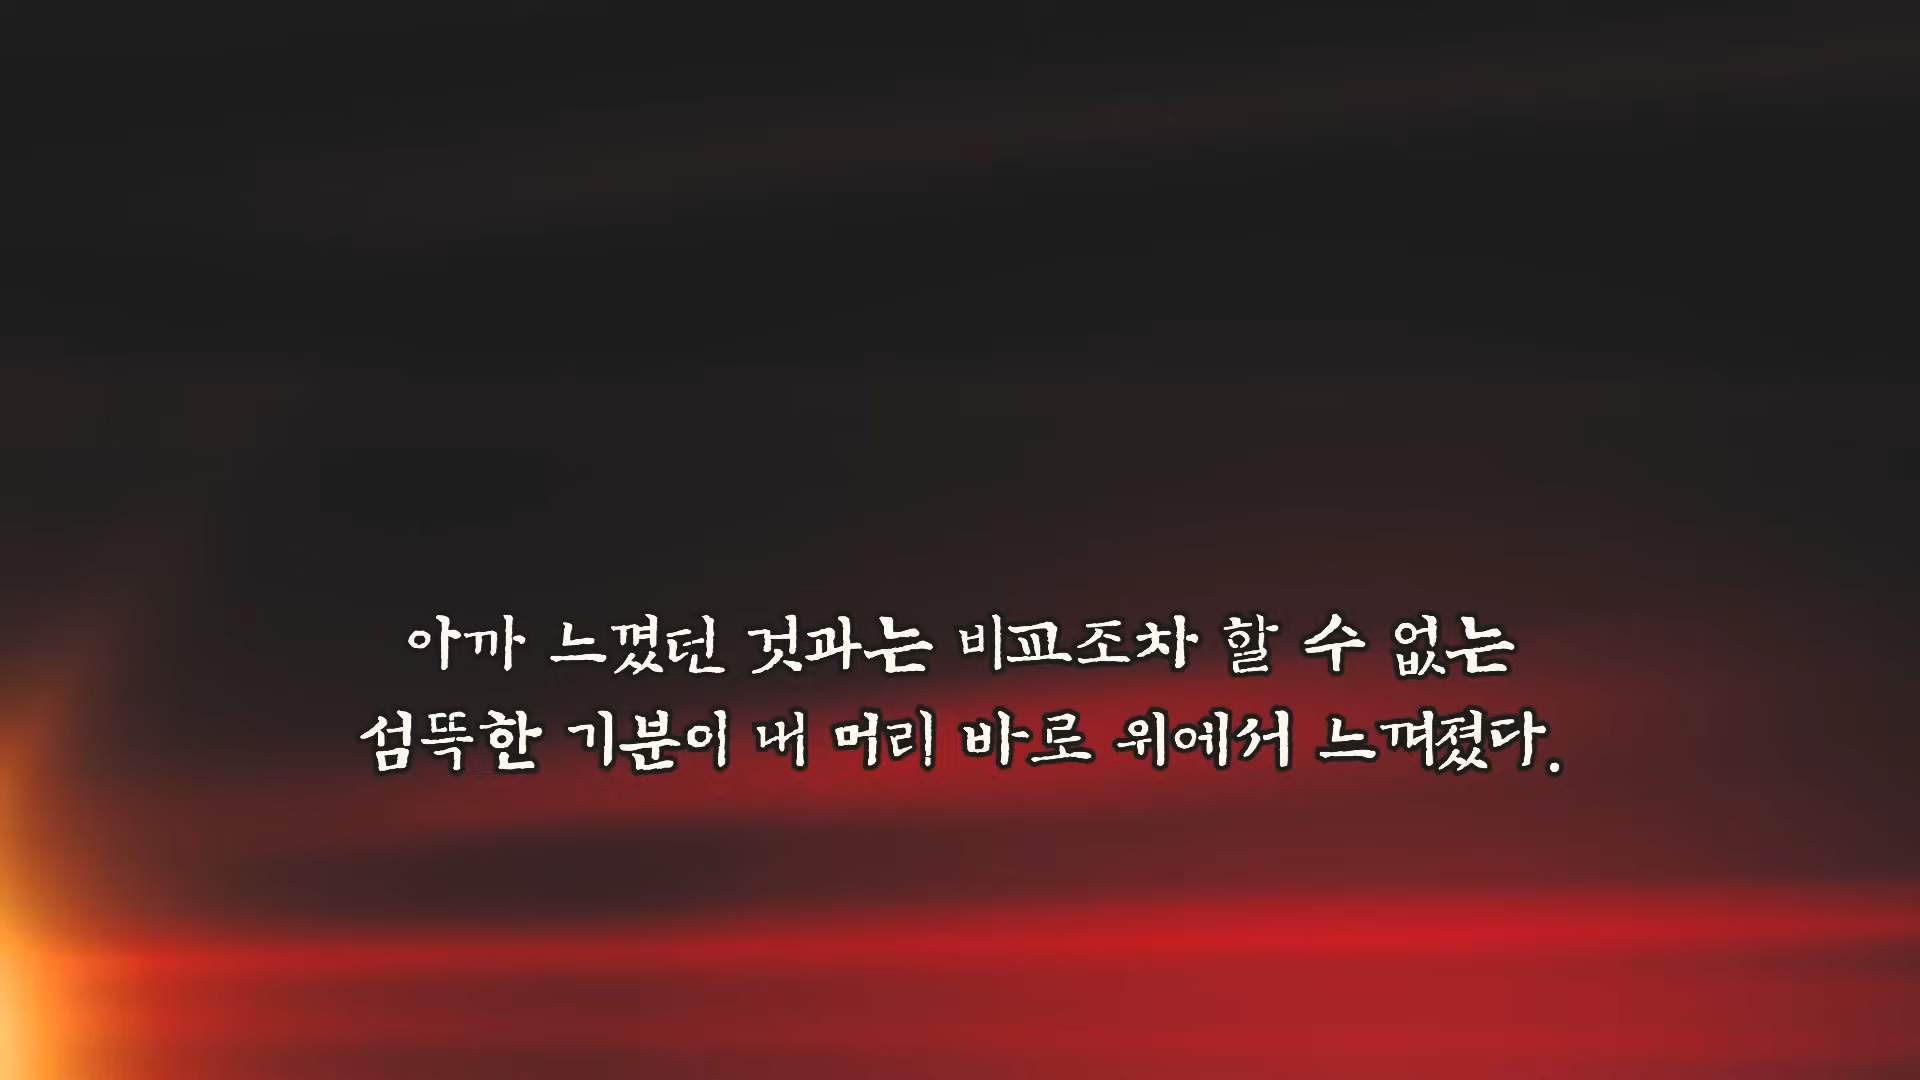 아까 느꼈던 것과는 비교조차 할 수 없는
섬뜩한 기분이 내 머리 바로 위에서 느껴졌다.